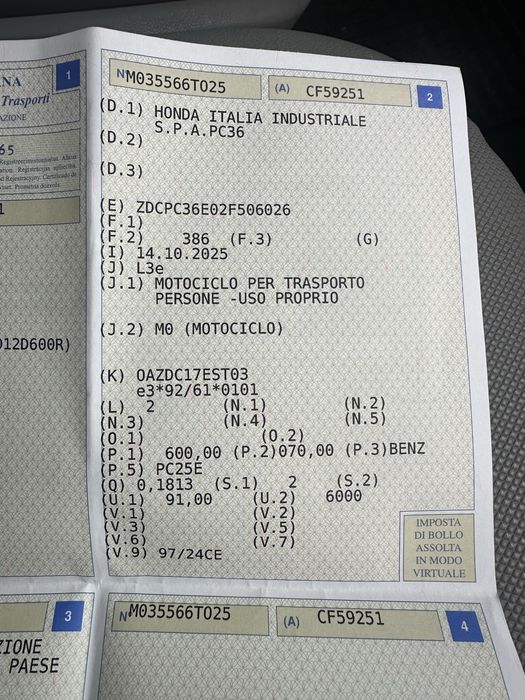 ANA
1
Trasporti
AZIONE
65
1
D12D600R)
N M035566TO25
(A) CF59251
2
(D.1) HONDA ITALIA INDUSTRIALE
S.P.A.PC36
(D.2)
(D.3)
(E) ZDCPC36E02F506026
(F.1)
(F.2) 386 (F.3) (G)
(I) 14.10.2025
(J) L3e
(J.1) MOTOCICLO PER TRASPORTO
PERSONE -USO PROPRIO
(J.2) M0 (MOTOCICLO)
(K) OAZDC17EST03
e3*92/61*0101
(L) 2 (N.1) (N.2)
(N.3) (N.4) (N.5)
(O.1) (O.2)
(P.1) 600,00 (P.2)070,00 (P.3)BENZ
(P.5) PC25E
(Q) 0,1813 (S.1) 2 (S.2)
(U.1) 91,00 (U.2) 6000
(V.1) (V.2)
(V.3) (V.5)
(V.6) (V.7)
(V.9) 97/24CE
IMPOSTA
DI BOLLO
ASSOLTA
IN MODO
VIRTUALE
3
ZIONE
PAESE
N M035566TO25
(A) CF59251
4